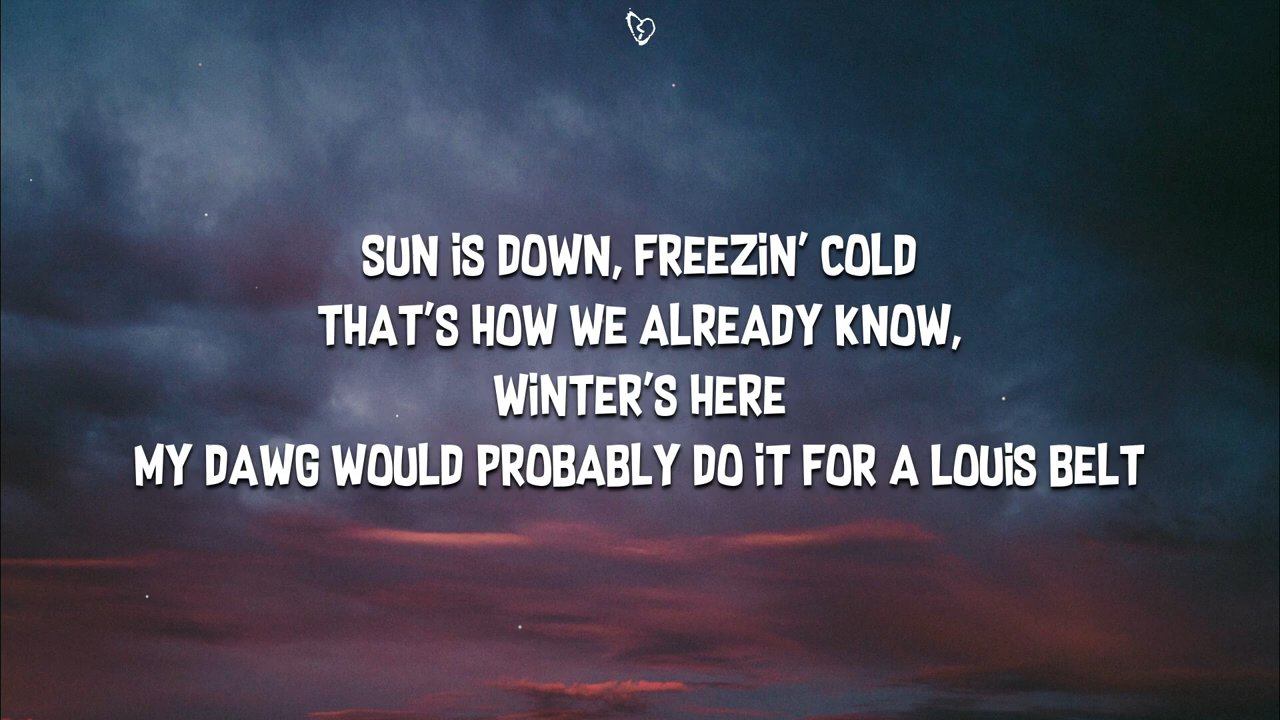 SUN iS DOWN, FREEZiN' COLD
THAT'S HOW WE ALREADY KNOW,
WiNTER'S HERE
MY DAWG WOULD PROBABLY DO iT FOR A LOUiS BELT